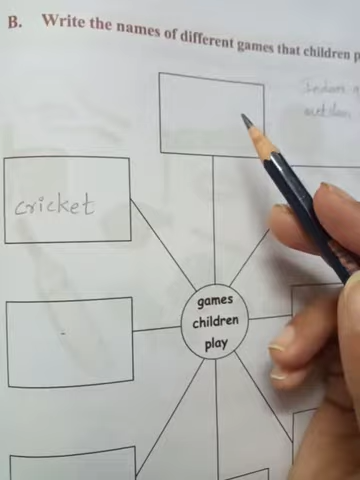 B. Write the names of different games that children p
cricket
games
children
play